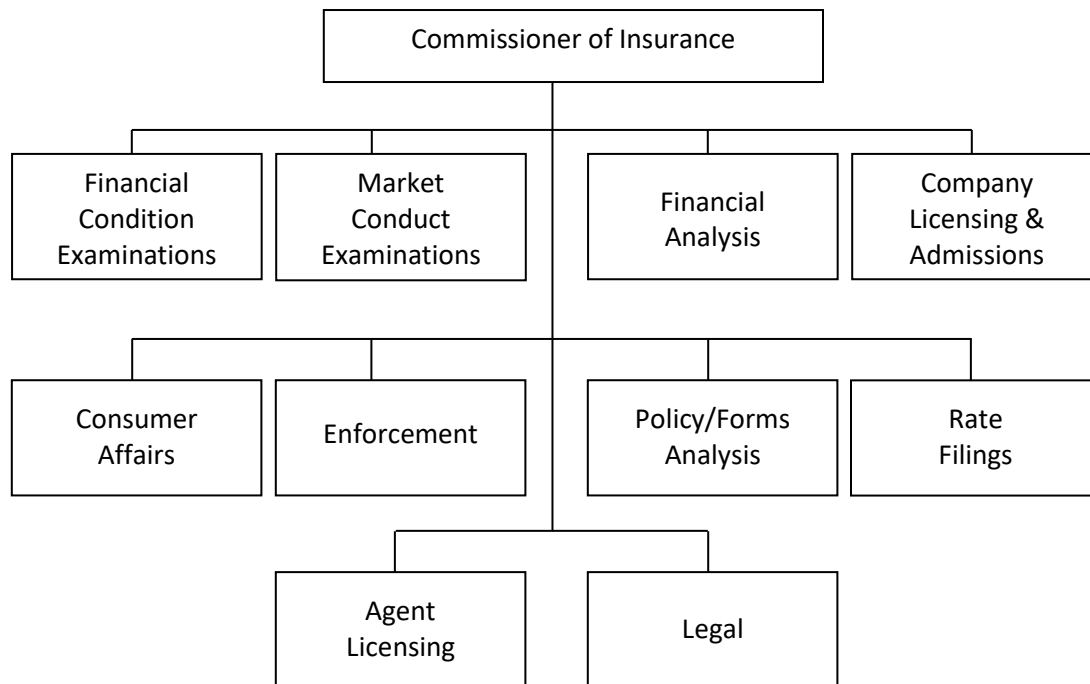 Commissioner of Insurance
Financial
Condition
Examinations
Market
Conduct
Examinations
Financial
Analysis
Company
Licensing &
Admissions
Consumer
Affairs
Enforcement
Policy/Forms
Analysis
Rate
Filings
Agent
Licensing
Legal